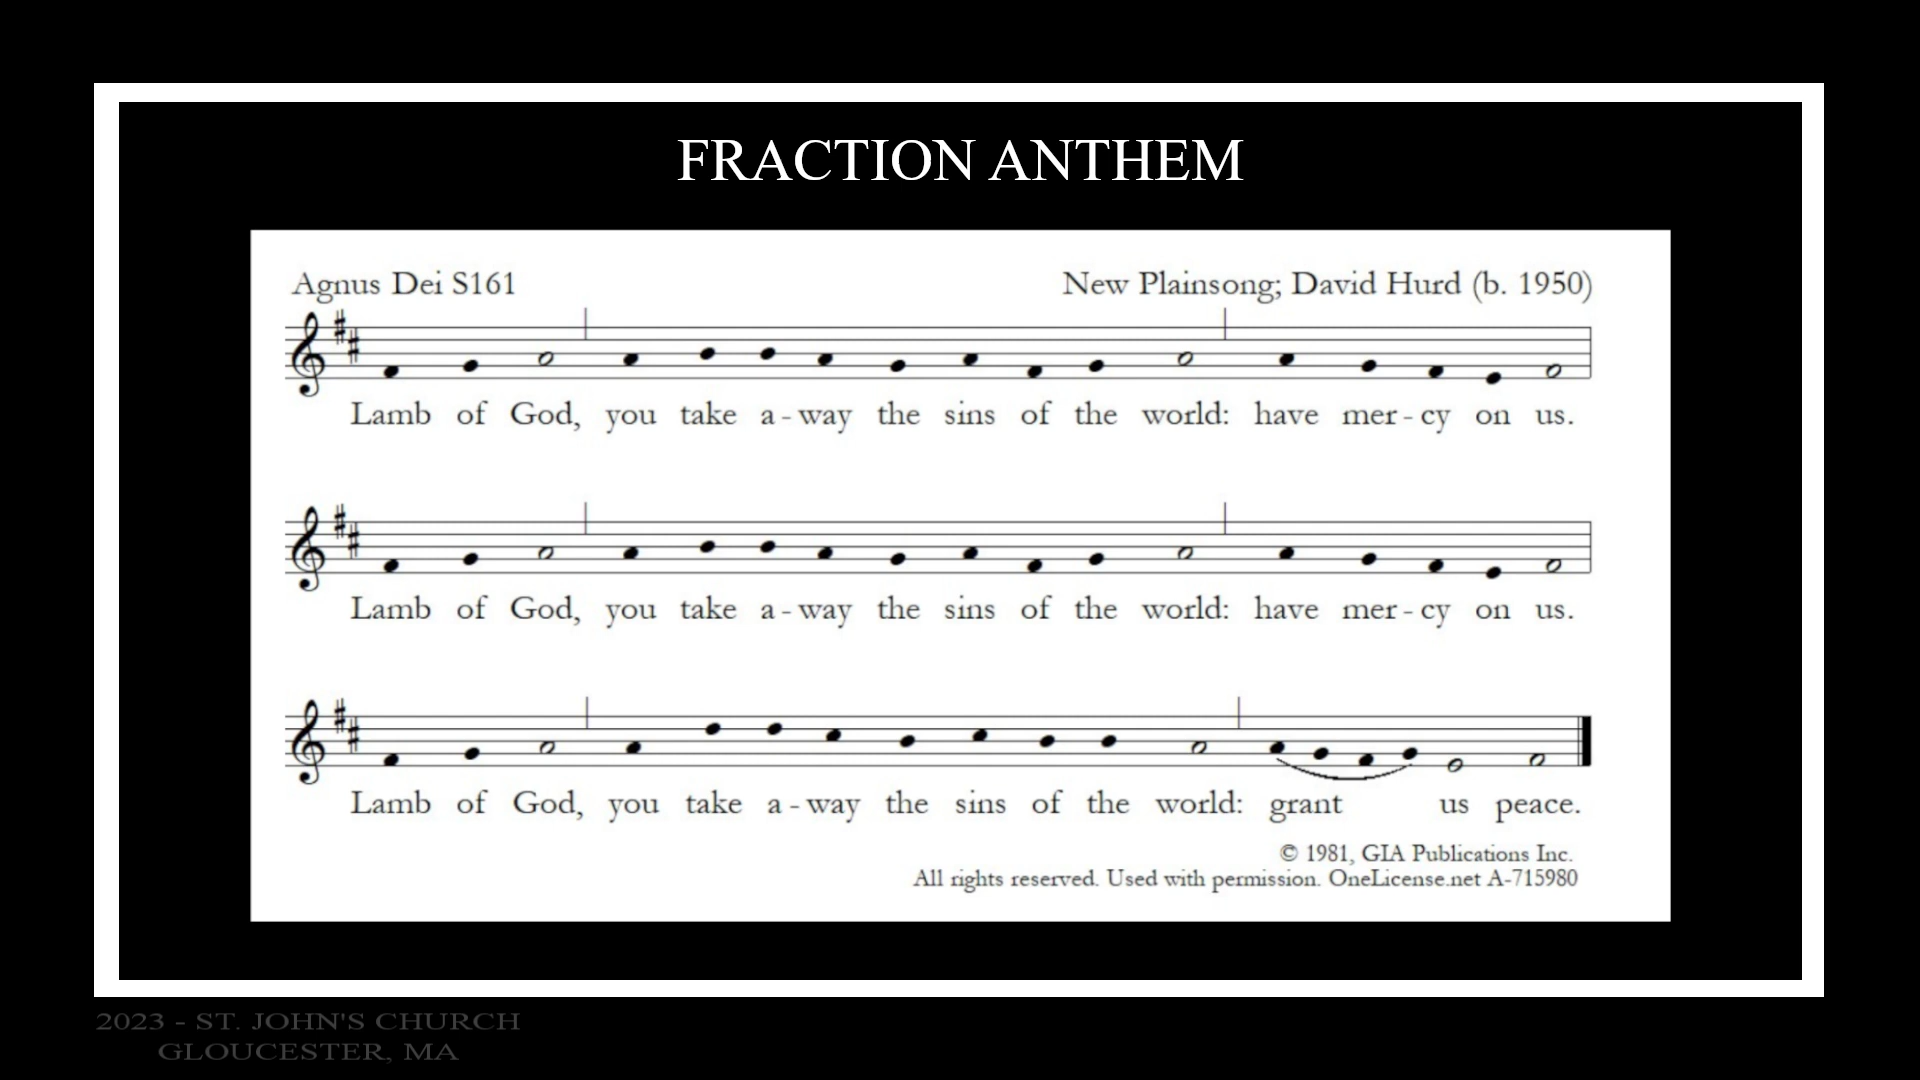 FRACTION ANTHEM
Agnus Dei S161
New Plainsong; David Hurd (b. 1950)
Lamb of God, you take a - way the sins of the world: have mer - cy on us.
Lamb of God, you take a - way the sins of the world: have mer - cy on us.
Lamb of God, you take a - way the sins of the world: grant us peace.
© 1981, GIA Publications Inc.
All rights reserved. Used with permission. OneLicense.net A-715980
2023 - ST. JOHN'S CHURCH
GLOUCESTER, MA